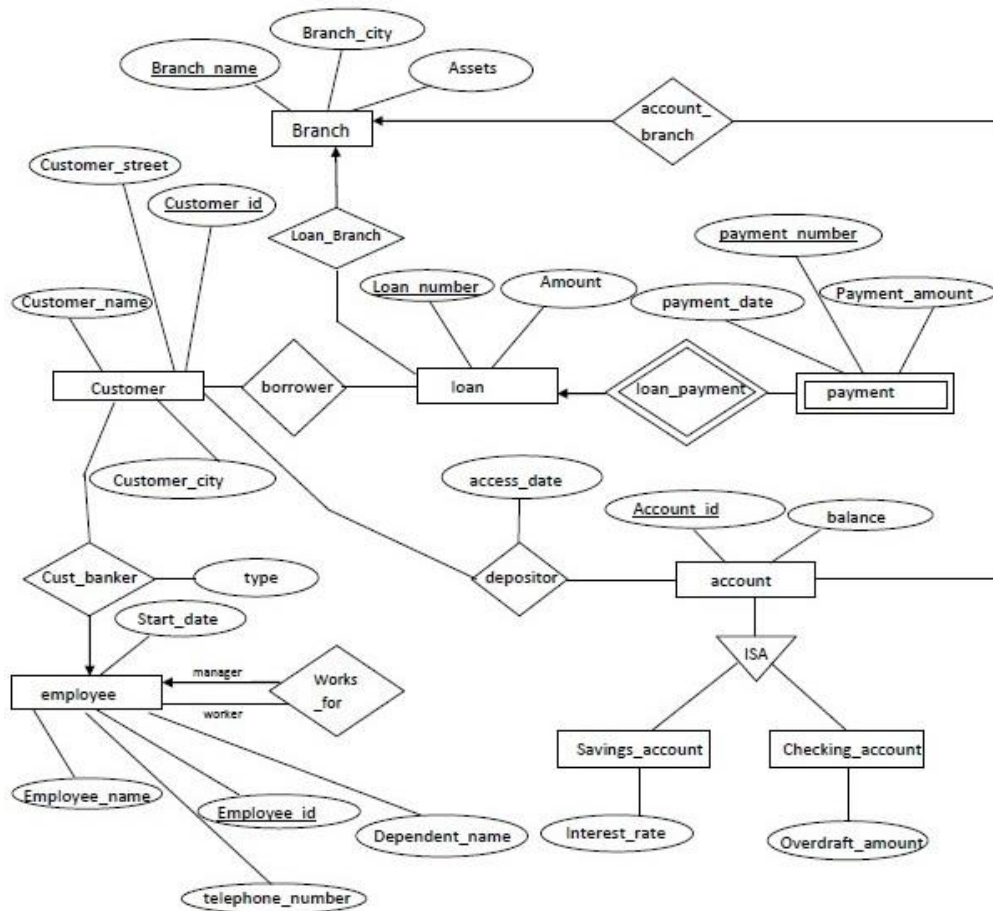 Branch_city
Branch_name
Assets
Branch
account_
branch
Customer_street
Customer_id
Loan_Branch
payment_number
Loan_number
Amount
payment_date
Payment_amount
Customer_name
Customer
borrower
loan
loan_payment
payment
Customer_city
access_date
Account_id
balance
Cust_banker
type
depositor
account
Start_date
ISA
manager
Works
_for
employee
worker
Savings_account
Checking_account
Employee_name
Employee_id
Dependent_name
Interest_rate
Overdraft_amount
telephone_number